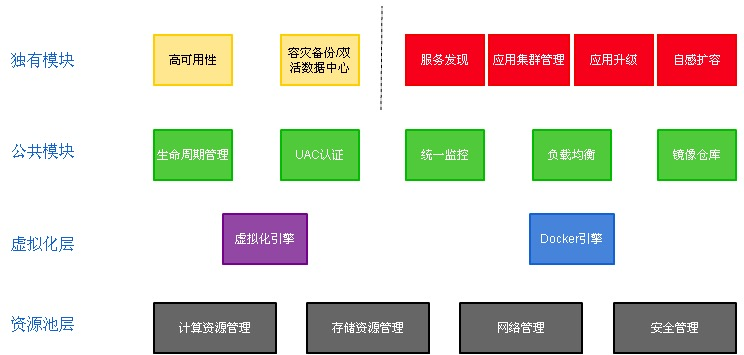 独有模块
高可用性
容灾备份/双
活数据中心
服务发现
应用集群管理
应用升级
自感扩容
公共模块
生命周期管理
UAC认证
统一监控
负载均衡
镜像仓库
虚拟化层
虚拟化引擎
Docker引擎
资源池层
计算资源管理
存储资源管理
网络管理
安全管理